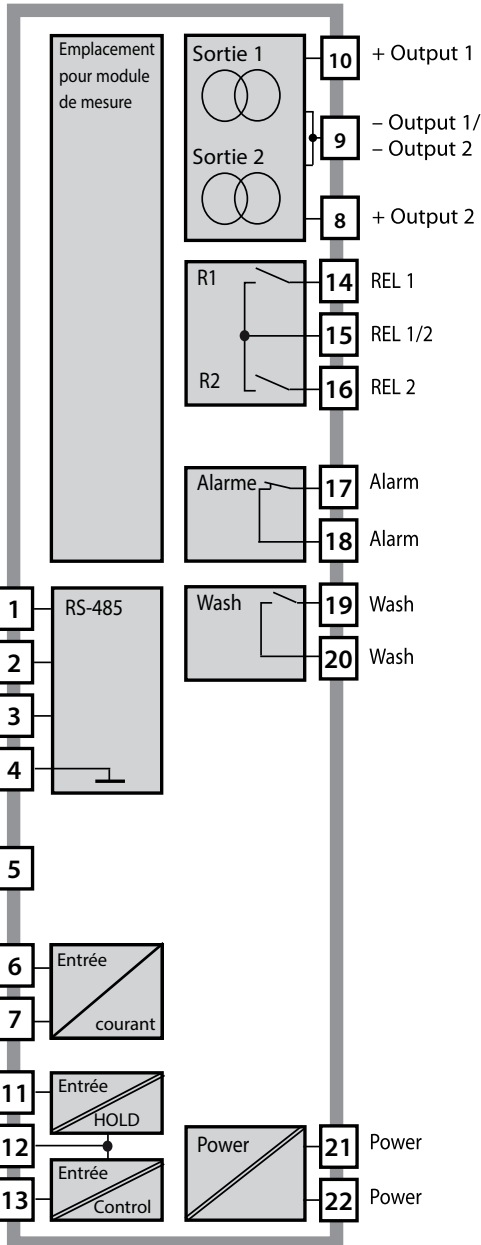 Emplacement
pour module
de mesure
Sortie 1
Sortie 2
10 + Output 1
9 – Output 1/
– Output 2
8 + Output 2
R1
R2
14 REL 1
15 REL 1/2
16 REL 2
Alarme
17 Alarm
18 Alarm
1
2
3
4
RS-485
Wash
19 Wash
20 Wash
5
6
7
Entrée
courant
11
12
13
Entrée
HOLD
Entrée
Control
Power
21 Power
22 Power